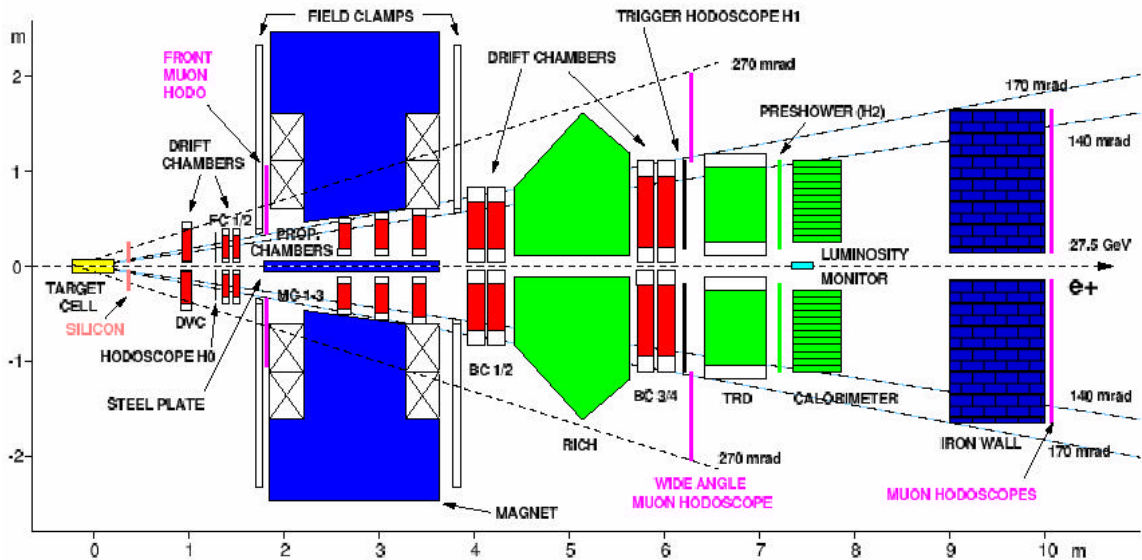 m
2
1
0
-1
-2
FIELD CLAMPS
TRIGGER HODOSCOPE H1
FRONT
MUON
HODO
DRIFT CHAMBERS
270 mrad
170 mrad
PRESHOWER (H2)
140 mrad
DRIFT
CHAMBERS
FC 1/2
PROP.
CHAMBERS
27.5 GeV
LUMINOSITY
MONITOR
e+
TARGET
CELL
SILICON
DVC
MC 1-3
HODOSCOPE H0
STEEL PLATE
BC 1/2
BC 3/4
TRD
CALORIMETER
140 mrad
RICH
IRON WALL
170 mrad
270 mrad
WIDE ANGLE
MUON HODOSCOPE
MUON HODOSCOPES
MAGNET
0 1 2 3 4 5 6 7 8 9 10 m